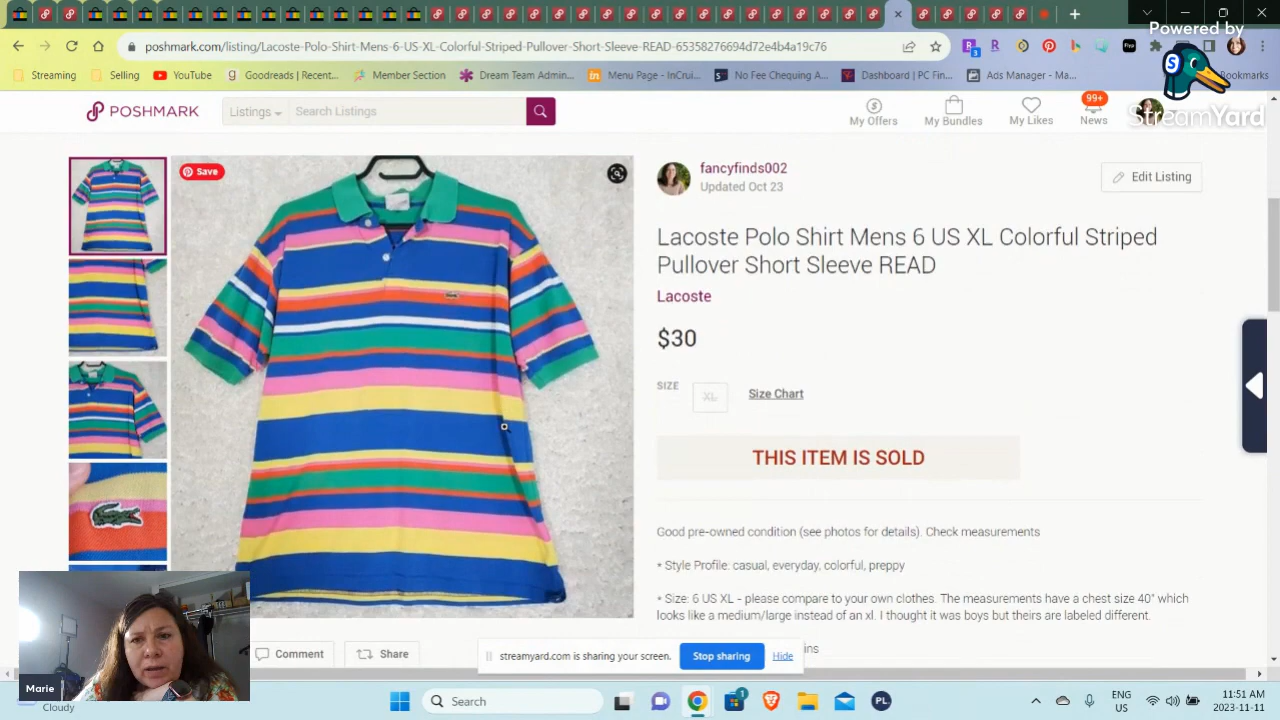 Powered by
StreamYard
poshmark.com/listing/Lacoste-Polo-Shirt-Mens-6-US-XL-Colorful-Striped-Pullover-Short-Sleeve-READ-65358276694d72e4b4a19c76
Streaming
Selling
YouTube
Goodreads | Recent...
Member Section
Dream Team Admin...
Menu Page - InCrui...
No Fee Chequing A...
Dashboard | PC Fin...
Ads Manager - Ma...
Bookmarks
POSHMARK
Listings
Search Listings
My Offers
My Bundles
My Likes
99+
News
Save
fancyfinds002
Updated Oct 23
Edit Listing
Lacoste Polo Shirt Mens 6 US XL Colorful Striped
Pullover Short Sleeve READ
Lacoste
$30
SIZE
XL
Size Chart
THIS ITEM IS SOLD
Good pre-owned condition (see photos for details). Check measurements
* Style Profile: casual, everyday, colorful, preppy
* Size: 6 US XL - please compare to your own clothes. The measurements have a chest size 40" which
looks like a medium/large instead of an xl. I thought it was boys but theirs are labeled different.
Comment
Share
streamyard.com is sharing your screen.
Stop sharing
Hide
ins
Marie
Cloudy
Search
ENG
US
11:51 AM
2023-11-11